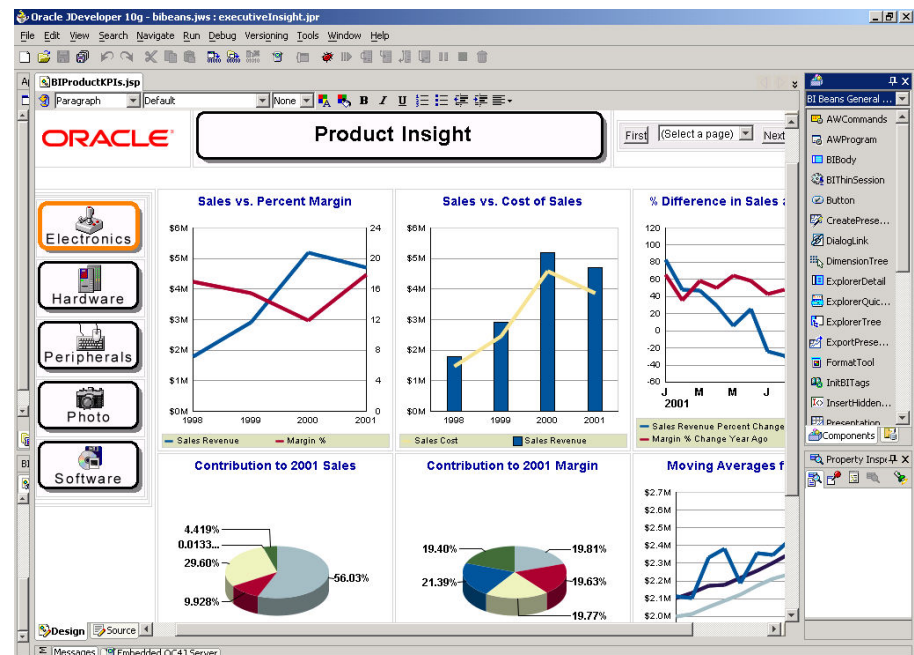 Oracle JDeveloper 10g - bibeans.jws : executiveInsight.jpr
File Edit View Search Navigate Run Debug Versioning Tools Window Help
BIProductKPIs.jsp
Paragraph Default None B I U
ORACLE
Product Insight
First (Select a page) Next
Electronics
Hardware
Peripherals
Photo
Software
Sales vs. Percent Margin
$6M 24
$5M 20
$4M 16
$3M 12
$2M 8
$1M 4
$0M 0
1998 1999 2000 2001
Sales Revenue Margin %
Sales vs. Cost of Sales
$6M
$5M
$4M
$3M
$2M
$1M
$0M
1998 1999 2000 2001
Sales Cost Sales Revenue
% Difference in Sales
120
100
80
60
40
20
0
-20
-40
-60
J M M J
2001
Sales Revenue Percent Change
Margin % Change Year Ago
Contribution to 2001 Sales
4.419%
0.0133...
29.60%
56.03%
9.928%
Contribution to 2001 Margin
19.40% 19.81%
21.39% 19.63%
19.77%
Moving Averages
$2.7M
$2.6M
$2.5M
$2.4M
$2.3M
$2.2M
$2.1M
$2.0M
Design Source
Messages Embedded OC4J Server
BI Beans General ...
AWCommands
AWProgram
BIBody
BIThinSession
Button
CreatePrese...
DialogLink
DimensionTree
ExplorerDetail
ExplorerQuic...
ExplorerTree
ExportPrese...
FormatTool
InitBITags
InsertHidden...
Presentation
Components
Property Inspe